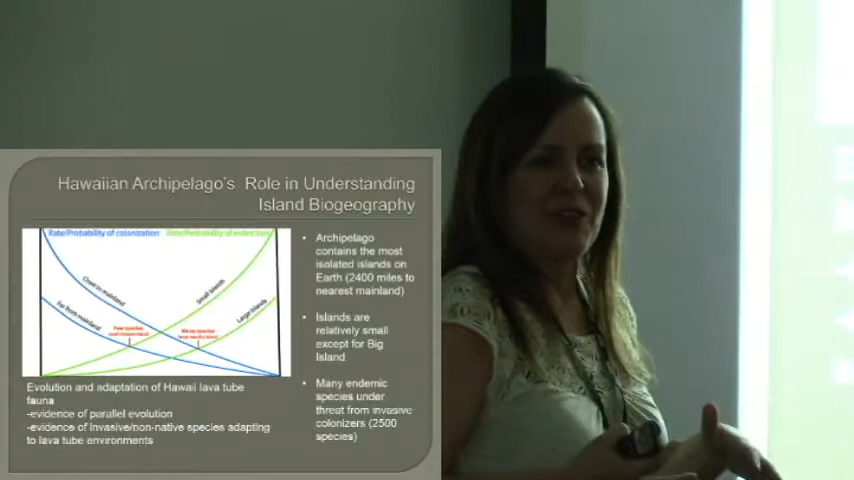 Hawaiian Archipelago's Role in Understanding
Island Biogeography
Rate/Probability of colonization
Rate/Probability of extinction
Close to mainland
Small islands
Far from mainland
Large islands
Few species
Many species
• Archipelago
contains the most
isolated islands on
Earth (2400 miles to
nearest mainland)
• Islands are
relatively small
except for Big
Island
• Many endemic
species under
threat from invasive
colonizers (2500
species)
Evolution and adaptation of Hawaii lava tube
fauna
-evidence of parallel evolution
-evidence of invasive/non-native species adapting
to lava tube environments